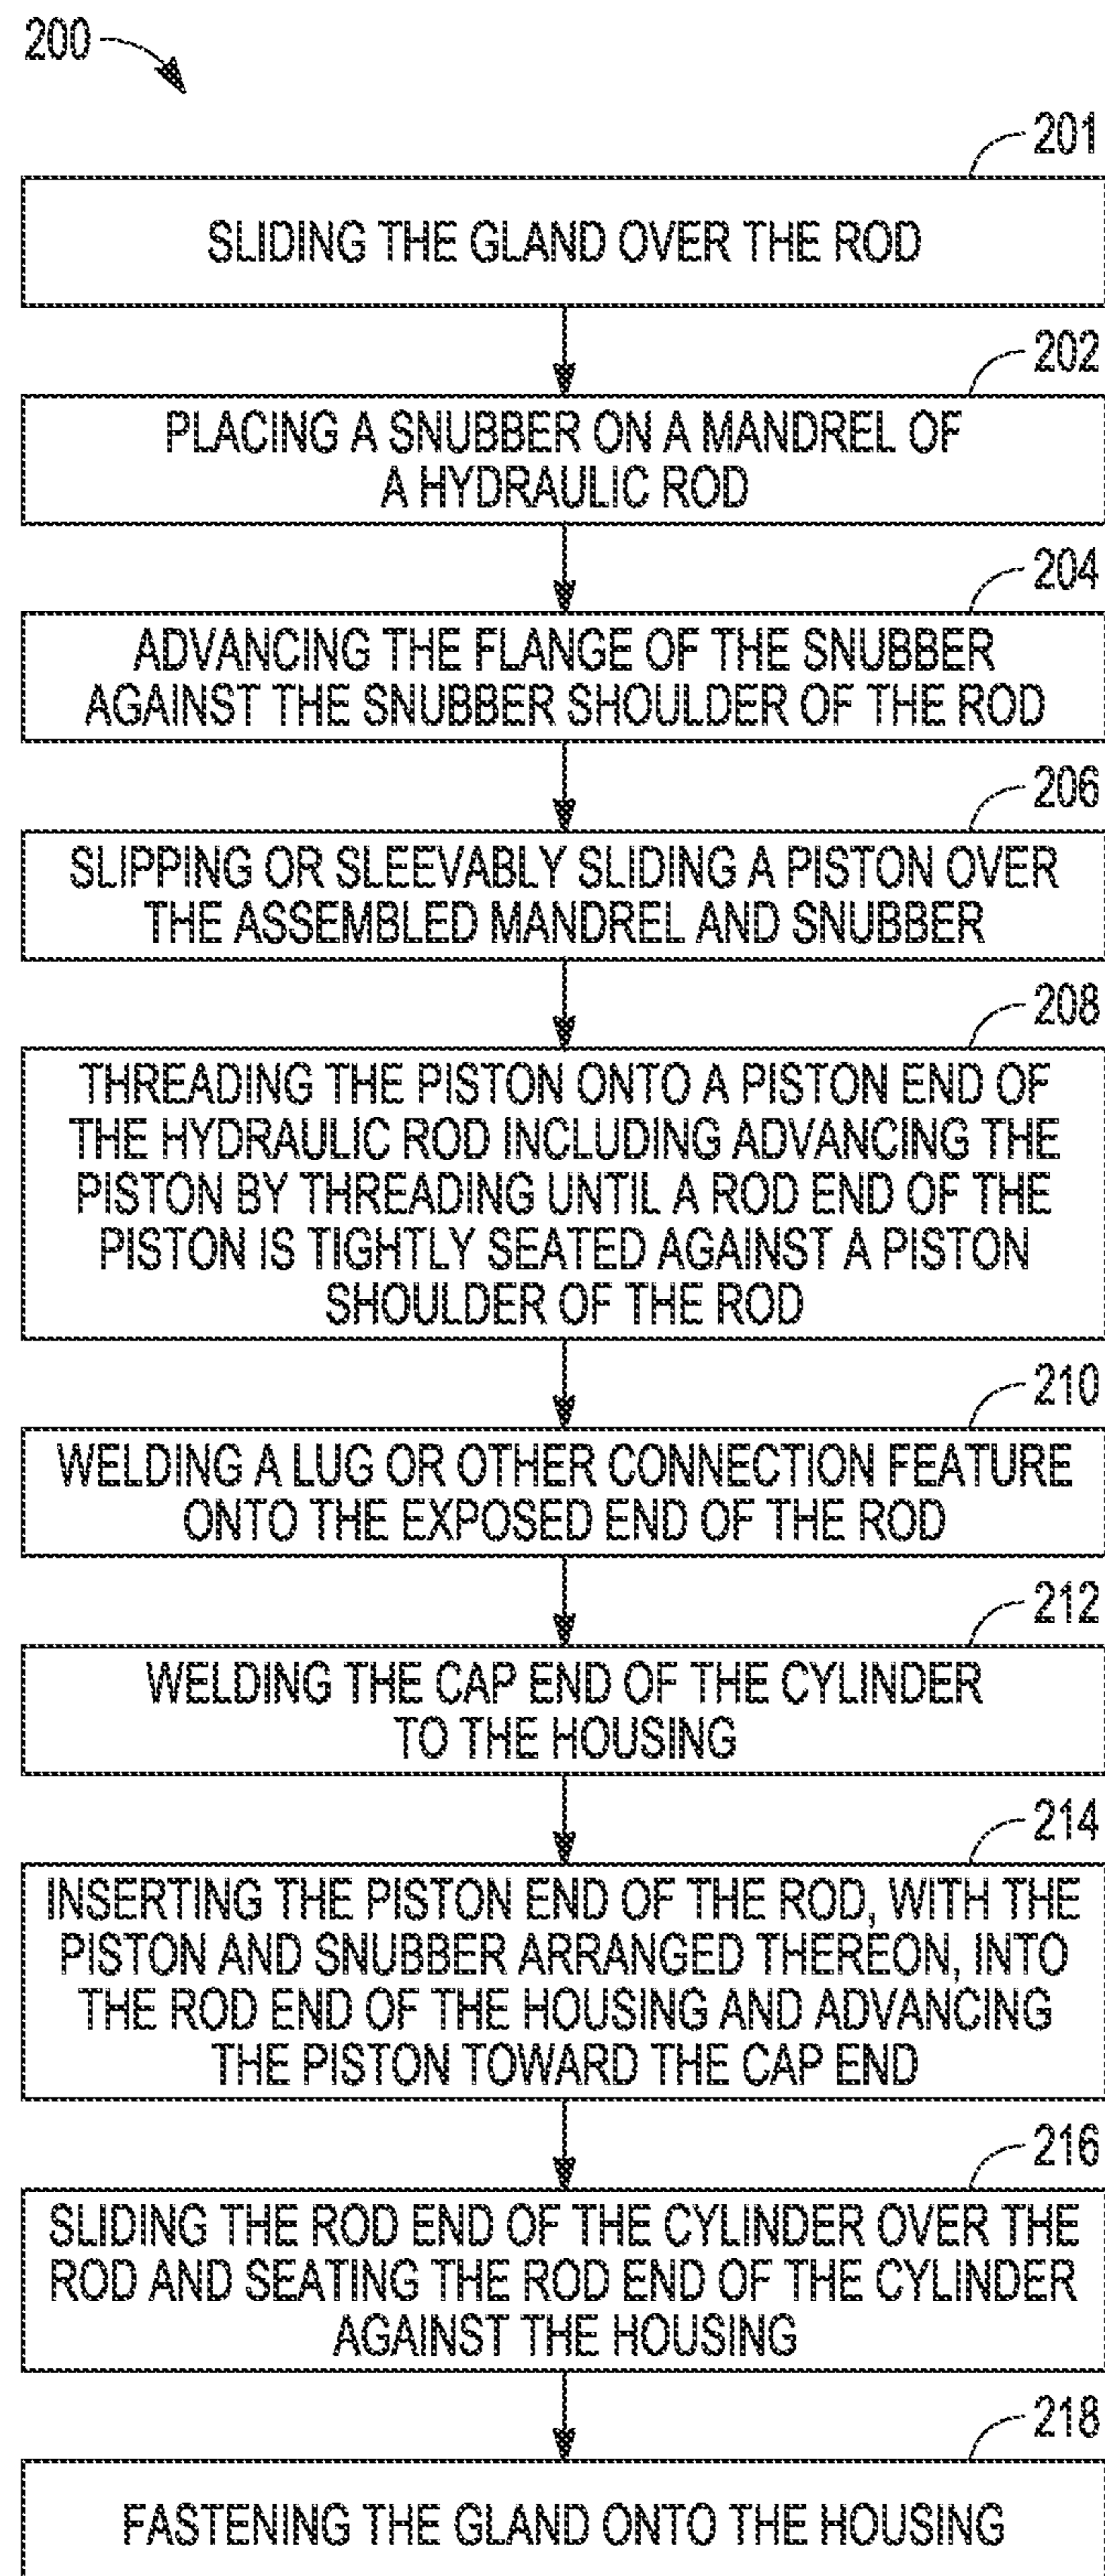 200
201
SLIDING THE GLAND OVER THE ROD
202
PLACING A SNUBBER ON A MANDREL OF
A HYDRAULIC ROD
204
ADVANCING THE FLANGE OF THE SNUBBER
AGAINST THE SNUBBER SHOULDER OF THE ROD
206
SLIPPING OR SLEEVABLY SLIDING A PISTON OVER
THE ASSEMBLED MANDREL AND SNUBBER
208
THREADING THE PISTON ONTO A PISTON END OF
THE HYDRAULIC ROD INCLUDING ADVANCING THE
PISTON BY THREADING UNTIL A ROD END OF THE
PISTON IS TIGHTLY SEATED AGAINST A PISTON
SHOULDER OF THE ROD
210
WELDING A LUG OR OTHER CONNECTION FEATURE
ONTO THE EXPOSED END OF THE ROD
212
WELDING THE CAP END OF THE CYLINDER
TO THE HOUSING
214
INSERTING THE PISTON END OF THE ROD, WITH THE
PISTON AND SNUBBER ARRANGED THEREON, INTO
THE ROD END OF THE HOUSING AND ADVANCING
THE PISTON TOWARD THE CAP END
216
SLIDING THE ROD END OF THE CYLINDER OVER THE
ROD AND SEATING THE ROD END OF THE CYLINDER
AGAINST THE HOUSING
218
FASTENING THE GLAND ONTO THE HOUSING